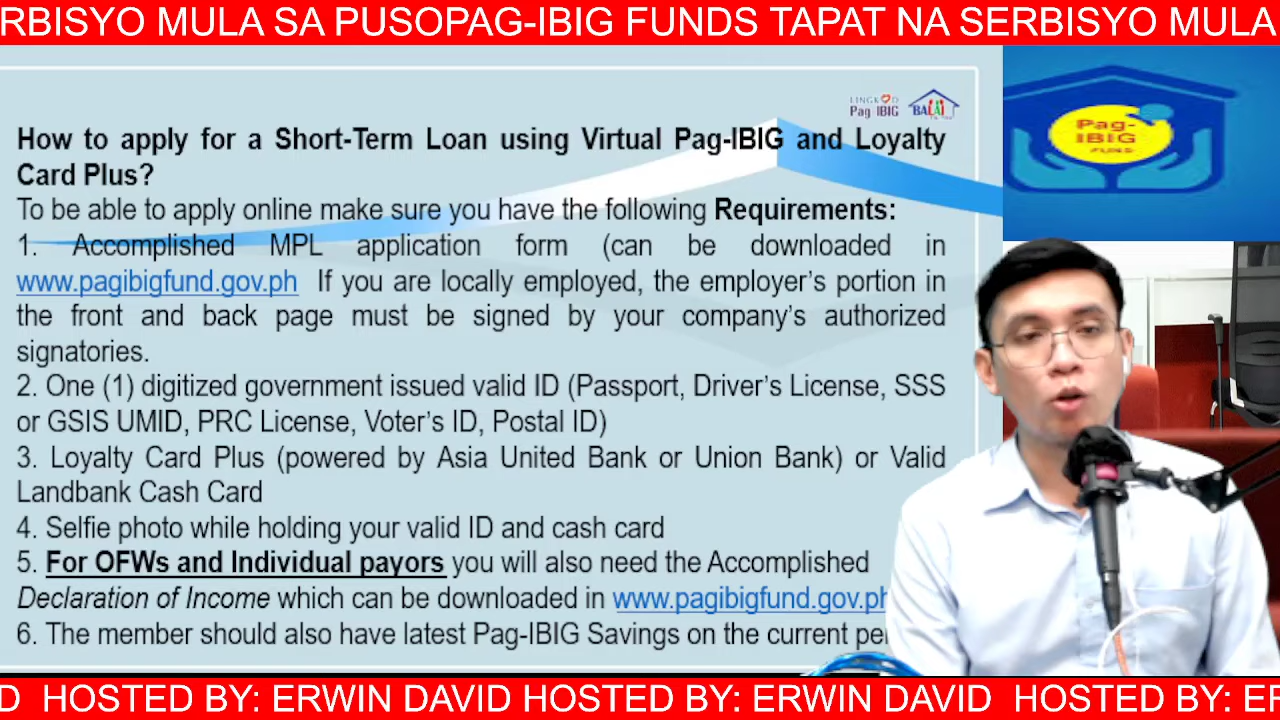 RBISYO MULA SA PUSOPAG-IBIG FUNDS TAPAT NA SERBISYO MULA
LINGKOD
Pag-IBIG
BALAI
Pag-
IBIG
FUND
How to apply for a Short-Term Loan using Virtual Pag-IBIG and Loyalty
Card Plus?
To be able to apply online make sure you have the following Requirements:
1. Accomplished MPL application form (can be downloaded in
www.pagibigfund.gov.ph If you are locally employed, the employer’s portion in
the front and back page must be signed by your company’s authorized
signatories.
2. One (1) digitized government issued valid ID (Passport, Driver’s License, SSS
or GSIS UMID, PRC License, Voter’s ID, Postal ID)
3. Loyalty Card Plus (powered by Asia United Bank or Union Bank) or Valid
Landbank Cash Card
4. Selfie photo while holding your valid ID and cash card
5. For OFWs and Individual payors you will also need the Accomplished
Declaration of Income which can be downloaded in www.pagibigfund.gov.ph
6. The member should also have latest Pag-IBIG Savings on the current pe
D HOSTED BY: ERWIN DAVID HOSTED BY: ERWIN DAVID HOSTED BY: ER